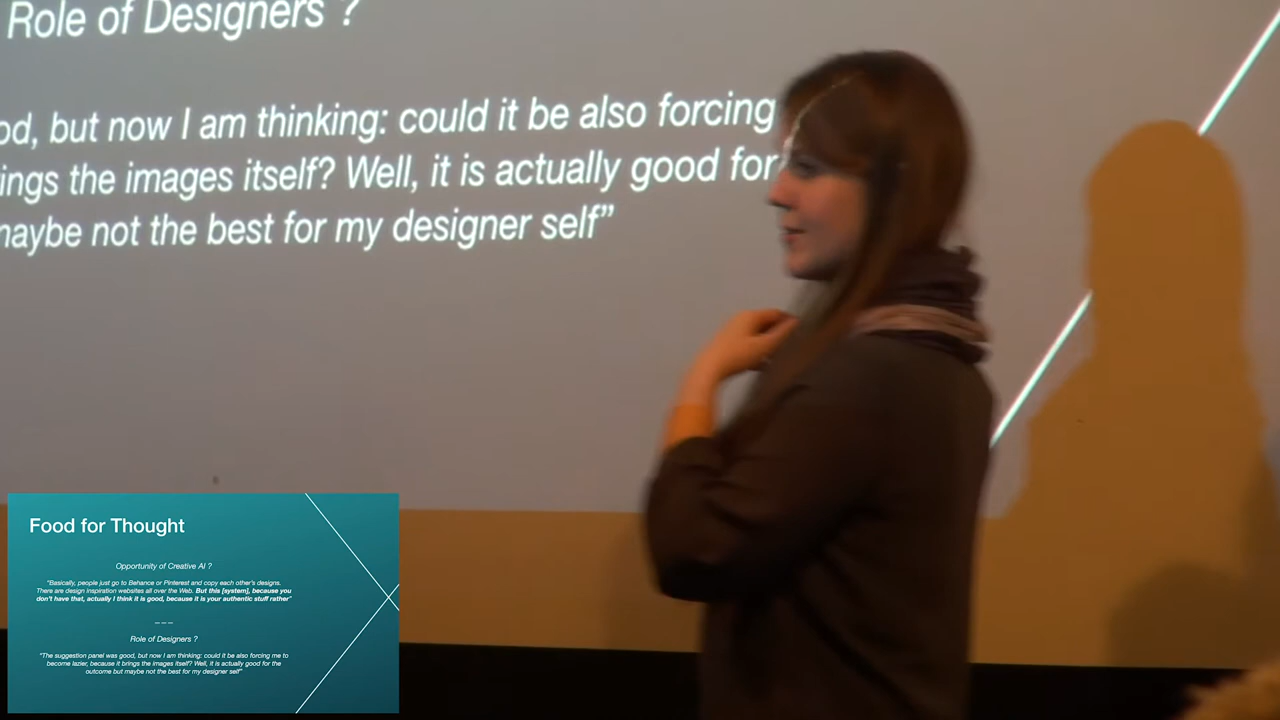 Role of Designers ?
od, but now I am thinking: could it be also forcing
ings the images itself? Well, it is actually good for
maybe not the best for my designer self”
Food for Thought
Opportunity of Creative AI ?
“Basically, people just go to Behance or Pinterest and copy each other's designs.
There are design inspiration websites all over the Web. But this [system], because you
don't have that, actually I think it is good, because it is your authentic stuff rather”
Role of Designers ?
“The suggestion panel was good, but now I am thinking: could it be also forcing me to
become lazier, because it brings the images itself? Well, it is actually good for the
outcome but maybe not the best for my designer self”